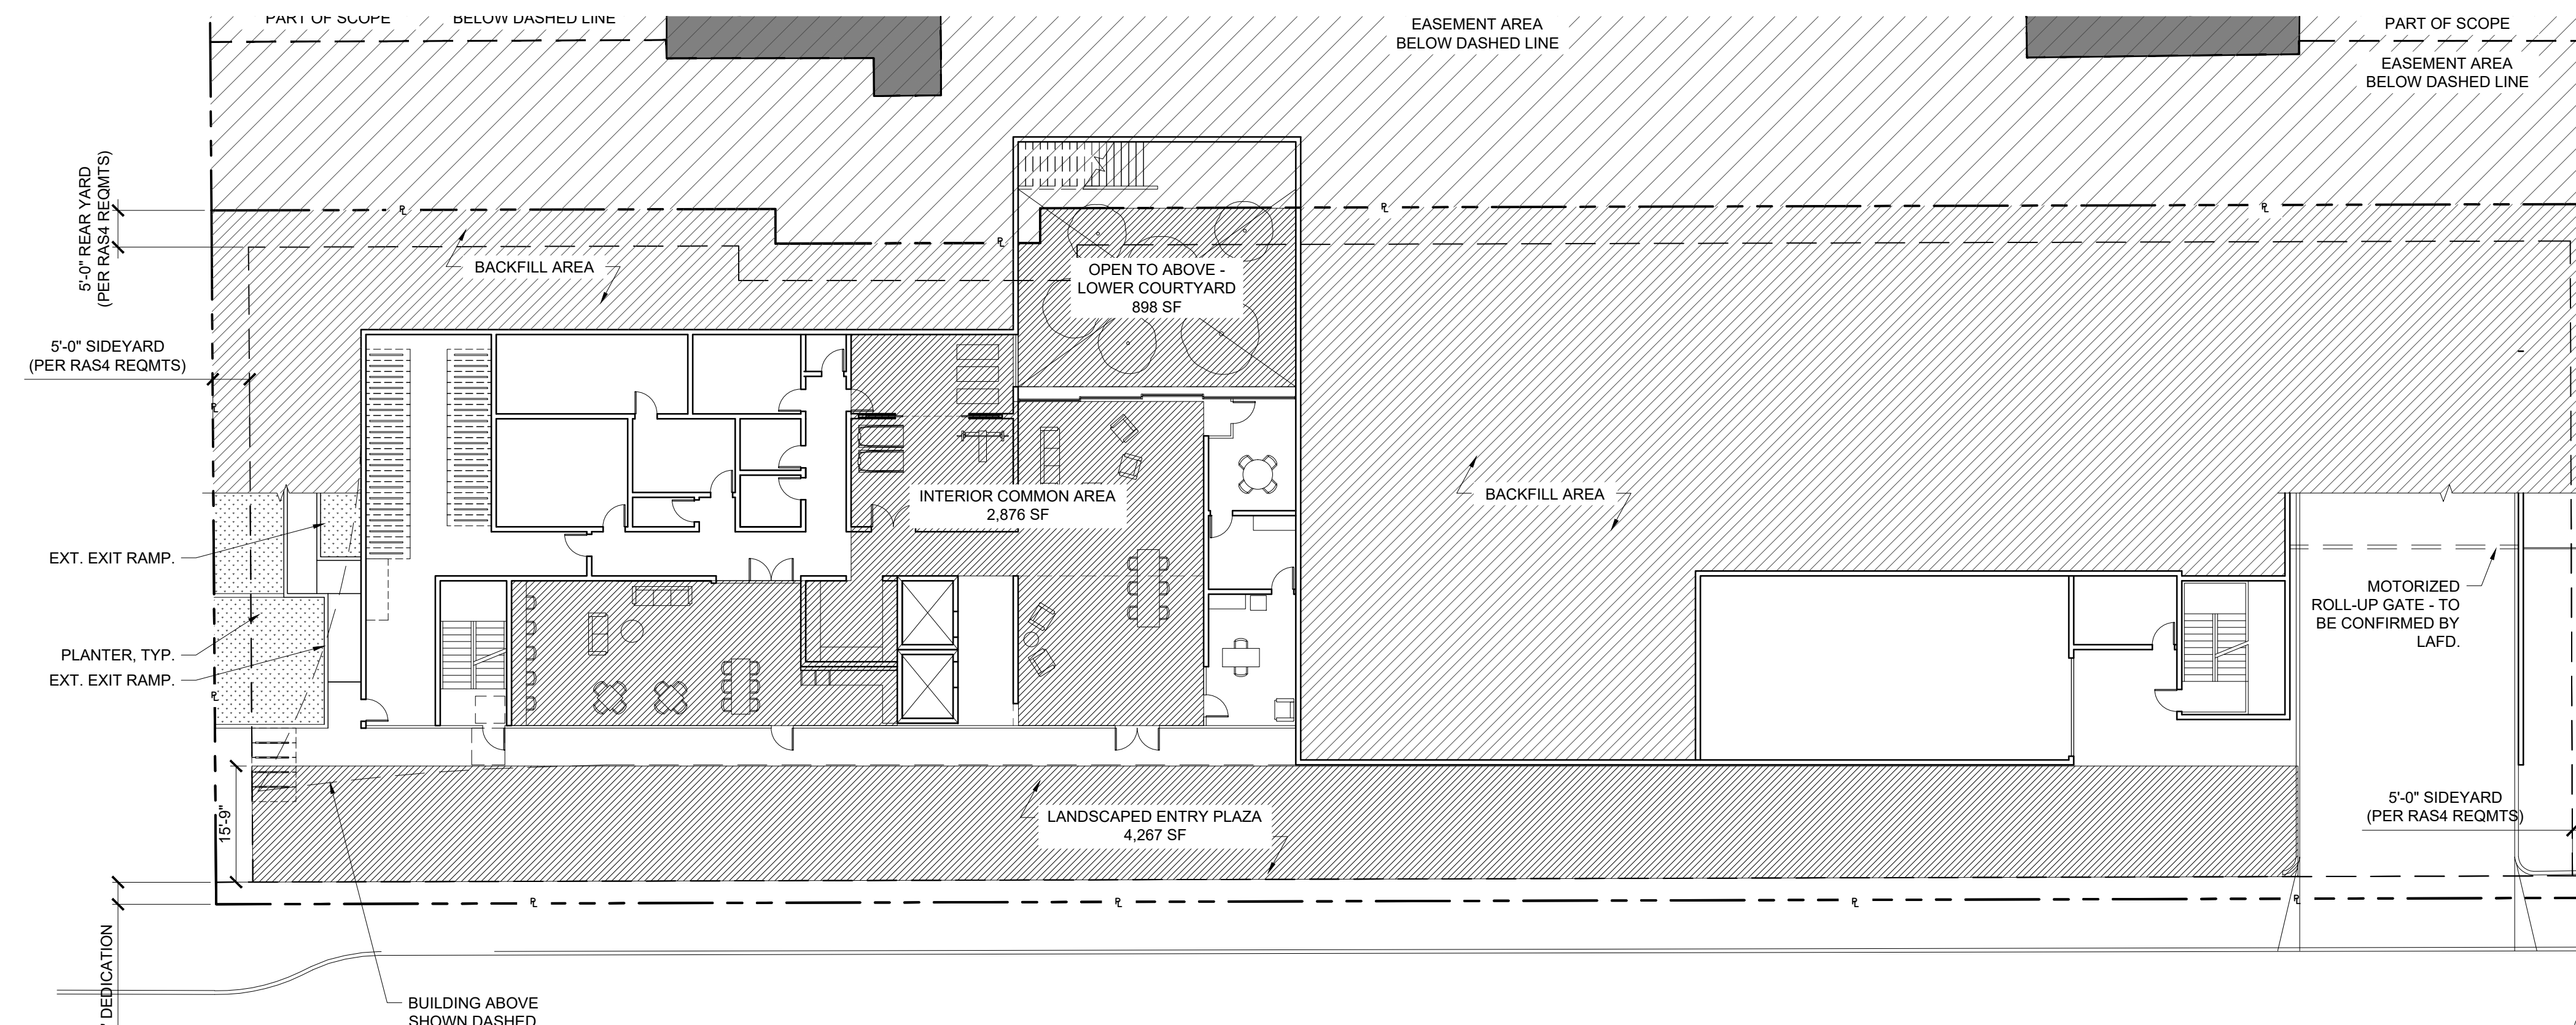 PART OF SCOPE
BELOW DASHED LINE
EASEMENT AREA
BELOW DASHED LINE
PART OF SCOPE
EASEMENT AREA
BELOW DASHED LINE
5'-0" REAR YARD
(PER RAS4 REQMTS)
BACKFILL AREA
OPEN TO ABOVE -
LOWER COURTYARD
898 SF
5'-0" SIDEYARD
(PER RAS4 REQMTS)
INTERIOR COMMON AREA
2,876 SF
BACKFILL AREA
EXT. EXIT RAMP.
PLANTER, TYP.
EXT. EXIT RAMP.
MOTORIZED
ROLL-UP GATE - TO
BE CONFIRMED BY
LAFD.
15'-9"
LANDSCAPED ENTRY PLAZA
4,267 SF
5'-0" SIDEYARD
(PER RAS4 REQMTS)
DEDICATION
BUILDING ABOVE
SHOWN DASHED